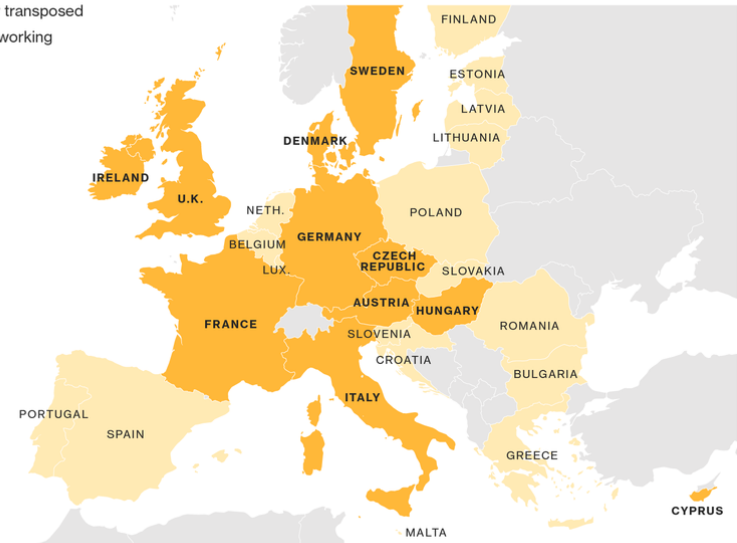 transposed
working
FINLAND
SWEDEN
ESTONIA
LATVIA
DENMARK
LITHUANIA
IRELAND
U.K.
NETH.
POLAND
GERMANY
BELGIUM
CZECH
REPUBLIC
LUX.
SLOVAKIA
AUSTRIA
HUNGARY
FRANCE
ROMANIA
SLOVENIA
CROATIA
BULGARIA
ITALY
PORTUGAL
SPAIN
GREECE
CYPRUS
MALTA